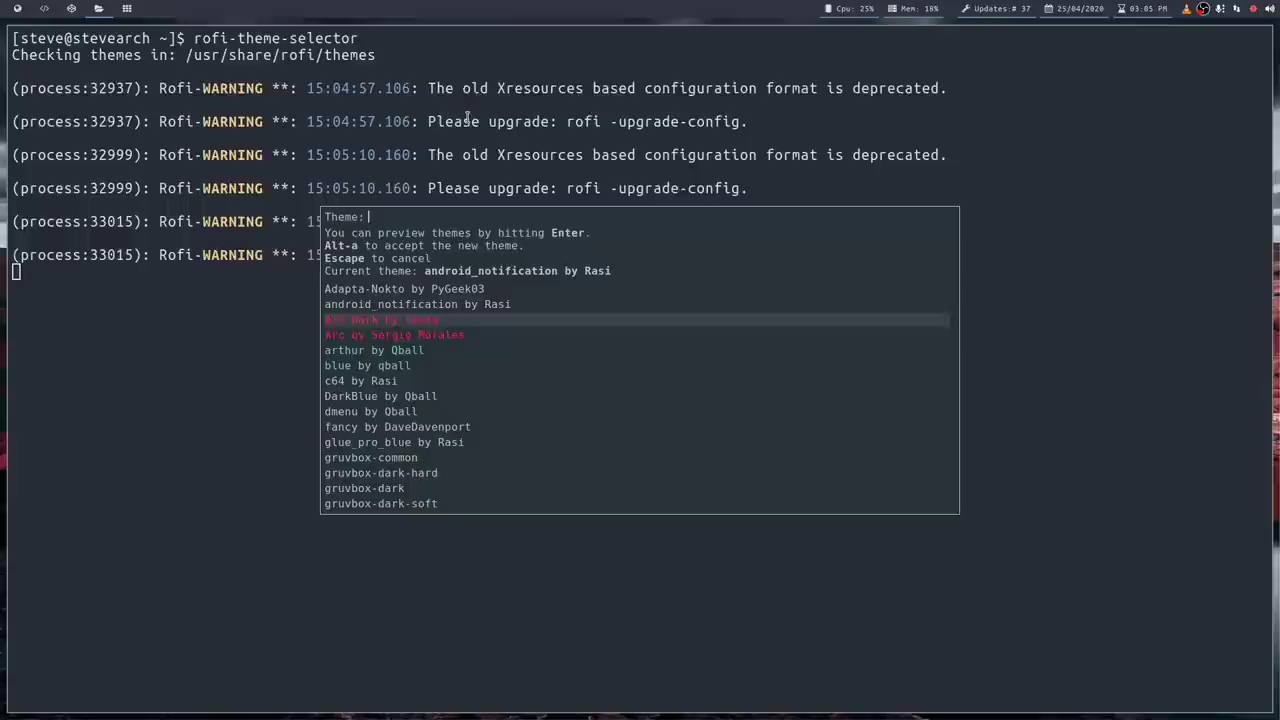 Cpu: 25% Mem: 18% Updates:# 37 25/04/2020 03:05 PM
[steve@stevearch ~]$ rofi-theme-selector
Checking themes in: /usr/share/rofi/themes
(process:32937): Rofi-WARNING **: 15:04:57.106: The old Xresources based configuration format is deprecated.
(process:32937): Rofi-WARNING **: 15:04:57.106: Please upgrade: rofi -upgrade-config.
(process:32999): Rofi-WARNING **: 15:05:10.160: The old Xresources based configuration format is deprecated.
(process:32999): Rofi-WARNING **: 15:05:10.160: Please upgrade: rofi -upgrade-config.
(process:33015): Rofi-WARNING **: 15
(process:33015): Rofi-WARNING **: 15
Theme:
You can preview themes by hitting Enter.
Alt-a to accept the new theme.
Escape to cancel
Current theme: android_notification by Rasi
Adapta-Nokto by PyGeek03
android_notification by Rasi
Arc Dark by
Arc by Sergio Morales
arthur by Qball
blue by qball
c64 by Rasi
DarkBlue by Qball
dmenu by Qball
fancy by DaveDavenport
glue_pro_blue by Rasi
gruvbox-common
gruvbox-dark-hard
gruvbox-dark
gruvbox-dark-soft